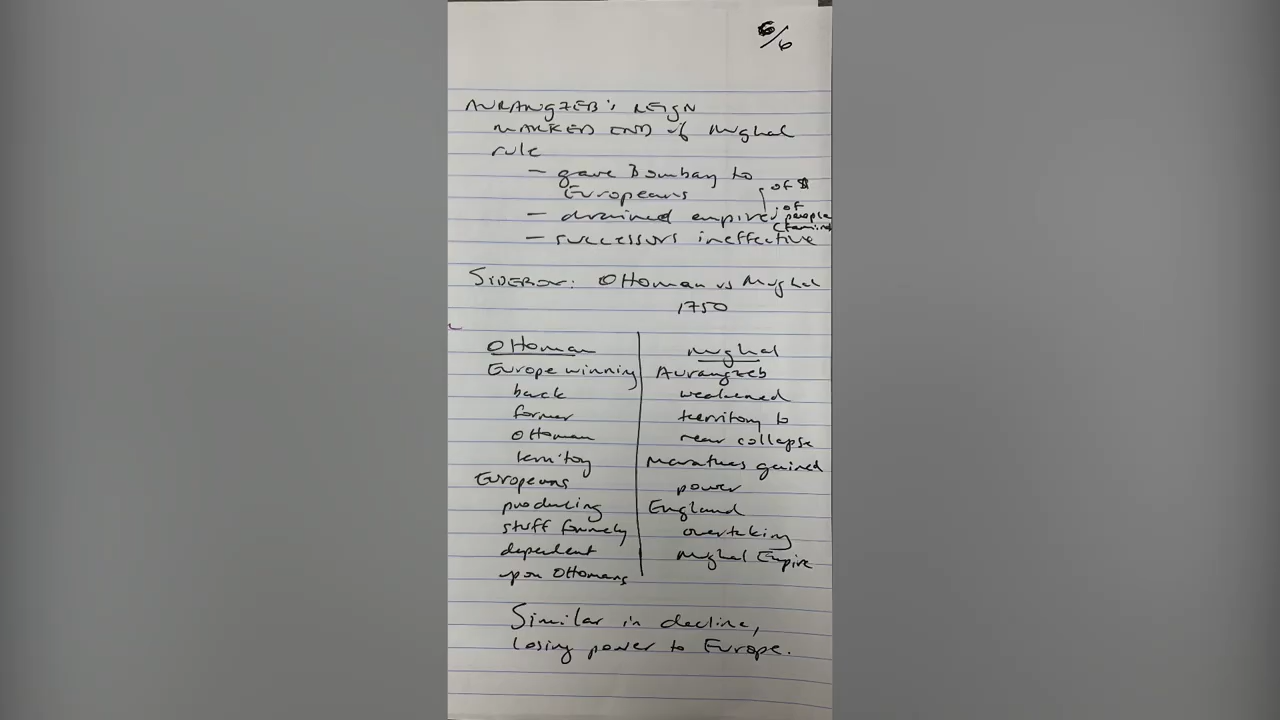 6/6
AURANGZEB'S REIGN
MARKED END of Mughal
rule
- gave Bombay to
Europeans
of $
- drained empire of people
(famine
- successors ineffective
SIDEBAR: Ottoman vs Mughal
1750
Ottoman
Europe winning
back
former
Ottoman
territory
Europeans
producing
stuff formerly
dependent
upon Ottomans
Mughal
Aurangzeb
weakened
territory to
near collapse
Marathas gained
power
England
overtaking
Mughal Empire
Similar in decline,
losing power to Europe.